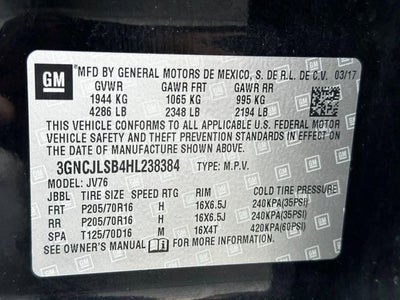 GM MFD BY GENERAL MOTORS DE MEXICO, S. DE R.L. DE C.V. 03/17
GVWR GAWR FRT GAWR RR
1944 KG 1065 KG 995 KG
4286 LB 2348 LB 2194 LB
THIS VEHICLE CONFORMS TO ALL APPLICABLE U.S. FEDERAL MOTOR
VEHICLE SAFETY AND THEFT PREVENTION STANDARDS IN EFFECT
ON THE DATE OF MANUFACTURE SHOWN ABOVE.
3GNCJLSB4HL238384 TYPE: M.P.V.
MODEL: JV76
JBBL TIRE SIZE SPEED RTG RIM COLD TIRE PRESSURE
FRT P205/70R16 H 16X6.5J 240KPA(35PSI)
RR P205/70R16 H 16X6.5J 240KPA(35PSI)
SPA T125/70D16 M 16X4T 420KPA(60PSI)
SEE OWNER'S MANUAL FOR MORE INFORMATION.